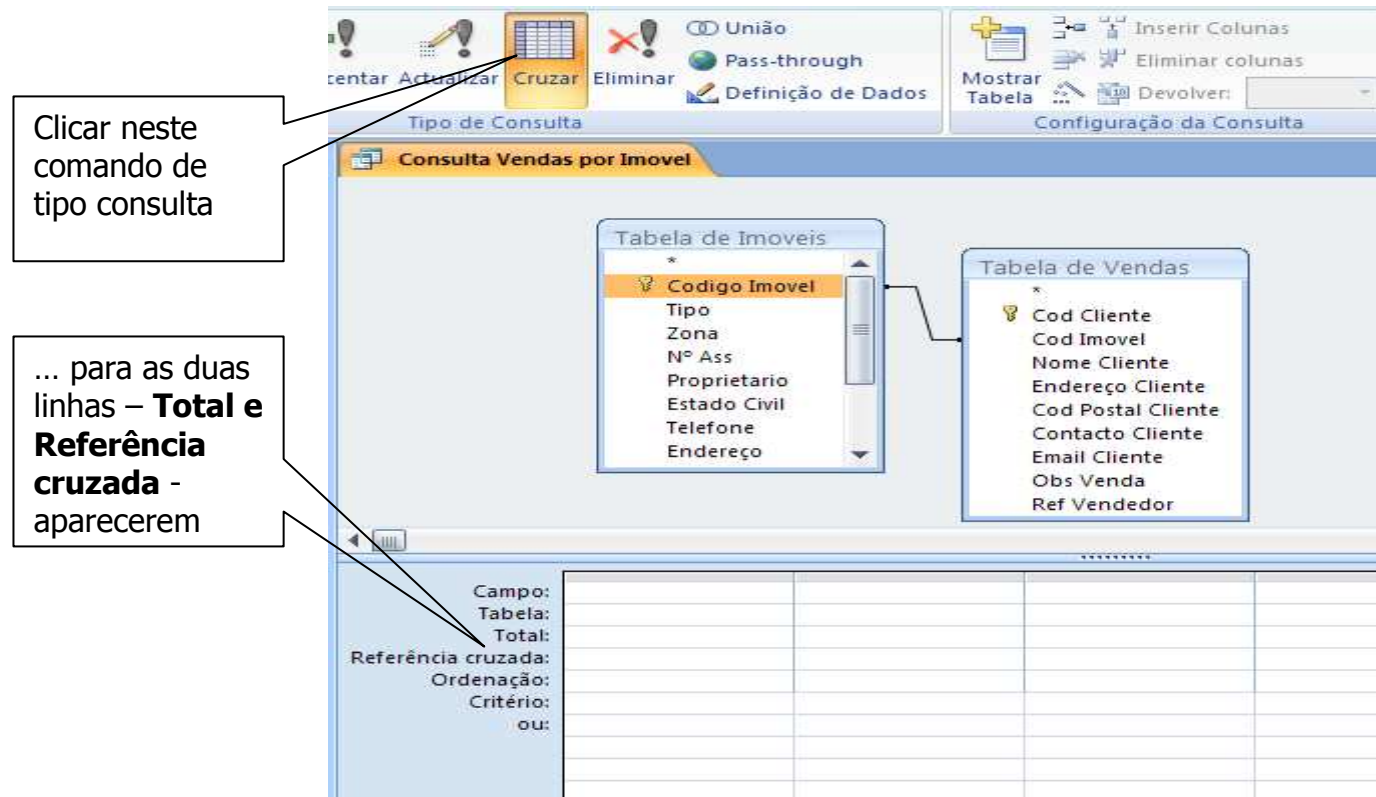 União
Inserir Colunas
Pass-through
Eliminar colunas
centar Actualizar Cruzar Eliminar
Mostrar
Tabela
Definição de Dados
Devolver:
Tipo de Consulta
Configuração da Consulta
Clicar neste
comando de
tipo consulta
Consulta Vendas por Imovel
Tabela de Imoveis
*
Codigo Imovel
Tipo
Zona
Nº Ass
Proprietario
Estado Civil
Telefone
Endereço
Tabela de Vendas
*
Cod Cliente
Cod Imovel
Nome Cliente
Endereço Cliente
Cod Postal Cliente
Contacto Cliente
Email Cliente
Obs Venda
Ref Vendedor
... para as duas
linhas – Total e
Referência
cruzada -
aparecerem
Campo:
Tabela:
Total:
Referência cruzada:
Ordenação:
Critério:
ou: